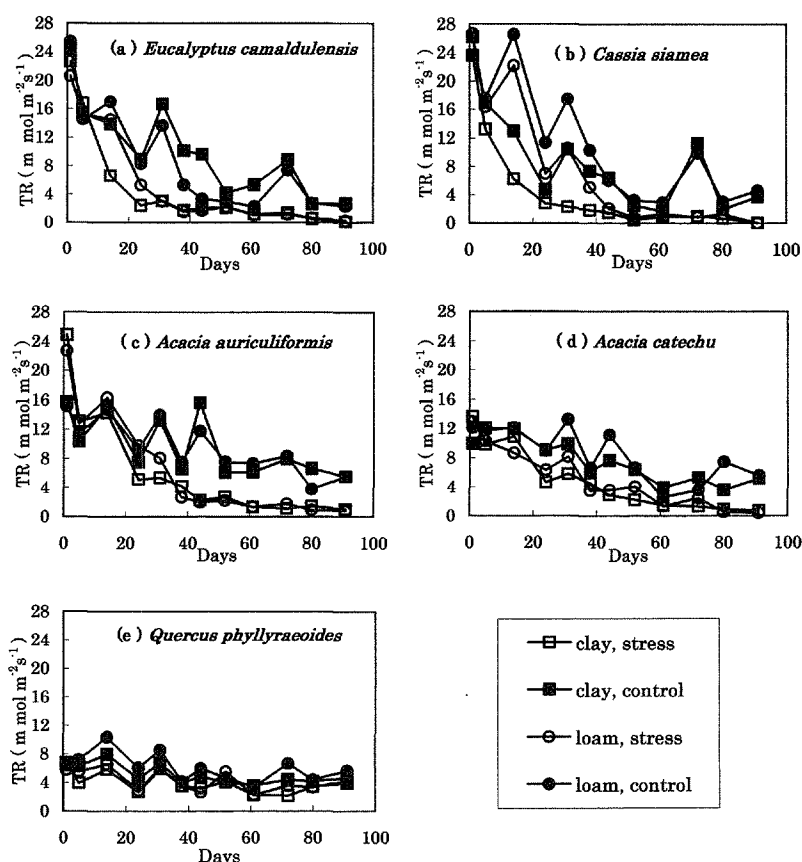 28
24
20
16
12
8
4
0
TR ( m mol m⁻²s⁻¹)
(a) Eucalyptus camaldulensis
0 20 40 60 80 100
Days
28
24
20
16
12
8
4
0
TR ( m mol m⁻²s⁻¹)
(b) Cassia siamea
0 20 40 60 80 100
Days
28
24
20
16
12
8
4
0
TR ( m mol m⁻²s⁻¹)
(c) Acacia auriculiformis
0 20 40 60 80 100
Days
28
24
20
16
12
8
4
0
TR ( m mol m⁻²s⁻¹)
(d) Acacia catechu
0 20 40 60 80 100
Days
28
24
20
16
12
8
4
0
TR ( m mol m⁻²s⁻¹)
(e) Quercus phyllyraeoides
0 20 40 60 80 100
Days
clay, stress
clay, control
loam, stress
loam, control